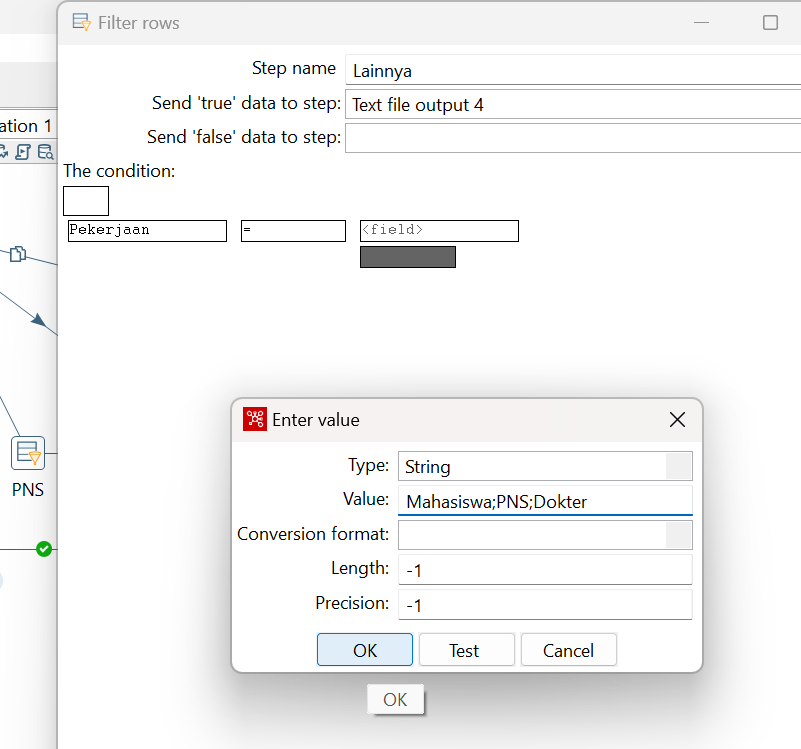 Filter rows
Step name Lainnya
ation 1
Send 'true' data to step: Text file output 4
Send 'false' data to step:
The condition:
Pekerjaan = <field>
Enter value
Type: String
Value: Mahasiswa;PNS;Dokter
PNS
Conversion format:
Length: -1
Precision: -1
OK Test Cancel
OK